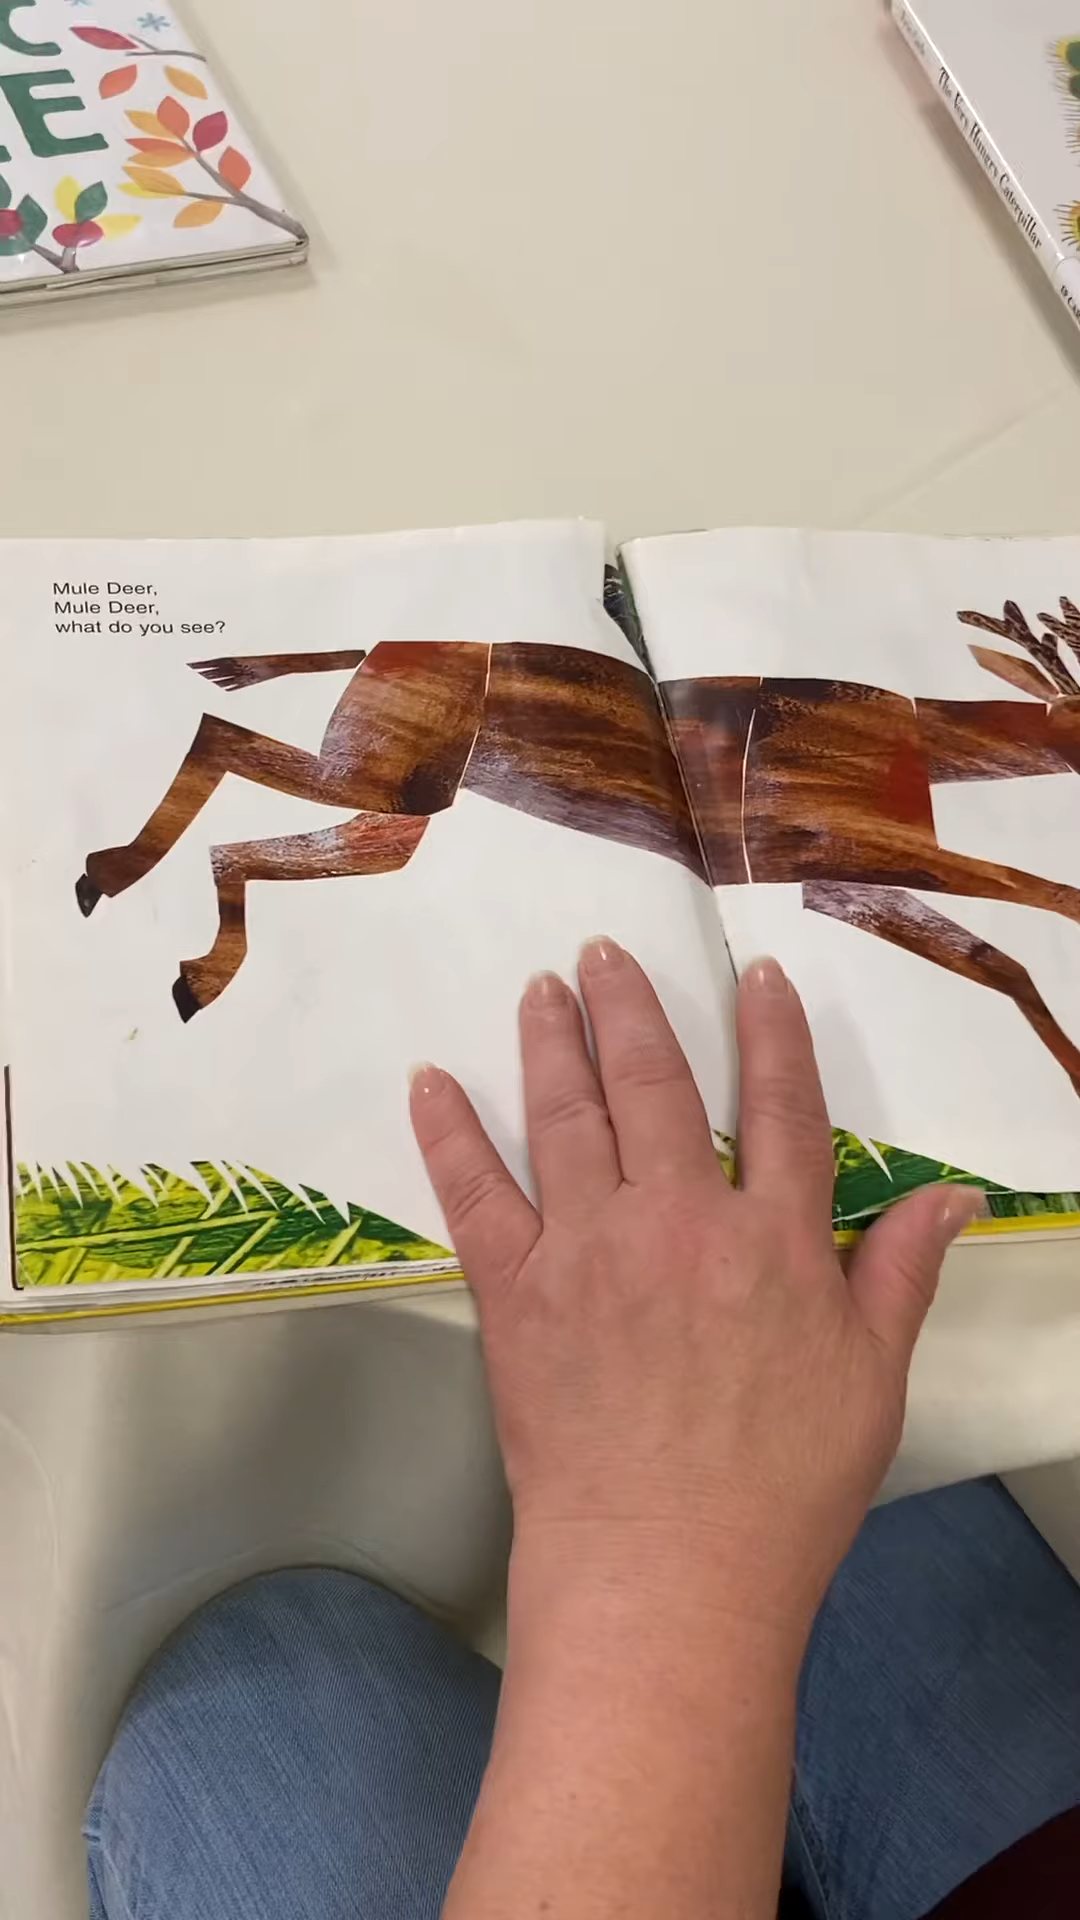 C
E
The Very Hungry Caterpillar
Mule Deer,
Mule Deer,
what do you see?